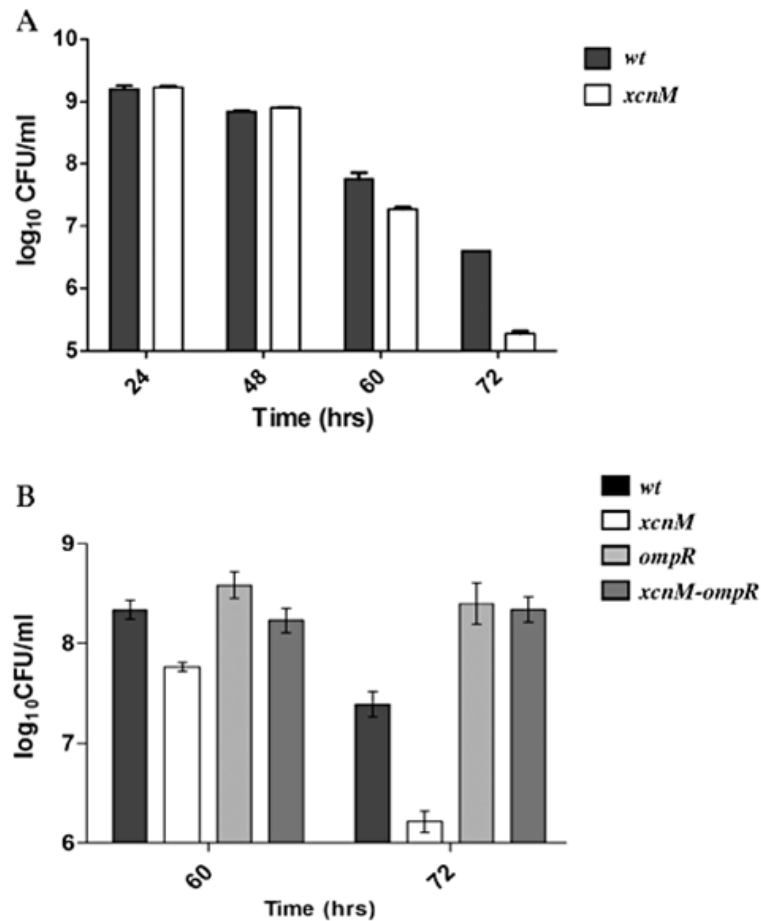 A
wt
xcnM
10
9
8
7
6
5
log10 CFU/ml
24 48 60 72
Time (hrs)
B
wt
xcnM
ompR
xcnM-ompR
9
8
7
6
log10CFU/ml
60 72
Time (hrs)